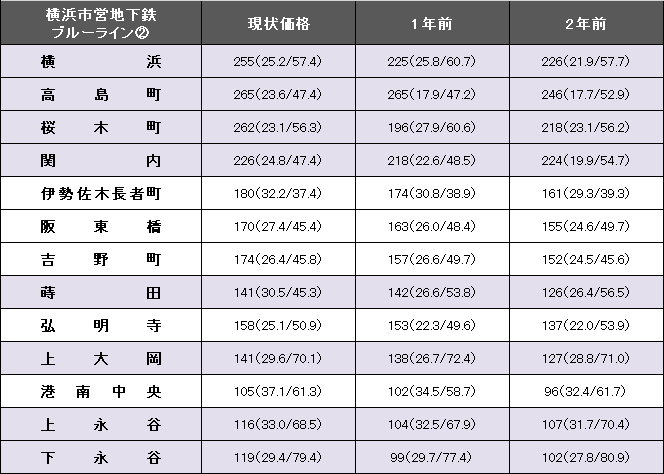 横浜市営地下鉄
ブルーライン② 現状価格 1年前 2年前
横浜 255(25.2/57.4) 225(25.8/60.7) 226(21.9/57.7)
高島町 265(23.6/47.4) 265(17.9/47.2) 246(17.7/52.9)
桜木町 262(23.1/56.3) 196(27.9/60.6) 218(23.1/56.2)
関内 226(24.8/47.4) 218(22.6/48.5) 224(19.9/54.7)
伊勢佐木長者町 180(32.2/37.4) 174(30.8/38.9) 161(29.3/39.3)
阪東橋 170(27.4/45.4) 163(26.0/48.4) 155(24.6/49.7)
吉野町 174(26.4/45.8) 157(26.6/49.7) 152(24.5/45.6)
蒔田 141(30.5/45.3) 142(26.6/53.8) 126(26.4/56.5)
弘明寺 158(25.1/50.9) 153(22.3/49.6) 137(22.0/53.9)
上大岡 141(29.6/70.1) 138(26.7/72.4) 127(28.8/71.0)
港南中央 105(37.1/61.3) 102(34.5/58.7) 96(32.4/61.7)
上永谷 116(33.0/68.5) 104(32.5/67.9) 107(31.7/70.4)
下永谷 119(29.4/79.4) 99(29.7/77.4) 102(27.8/80.9)